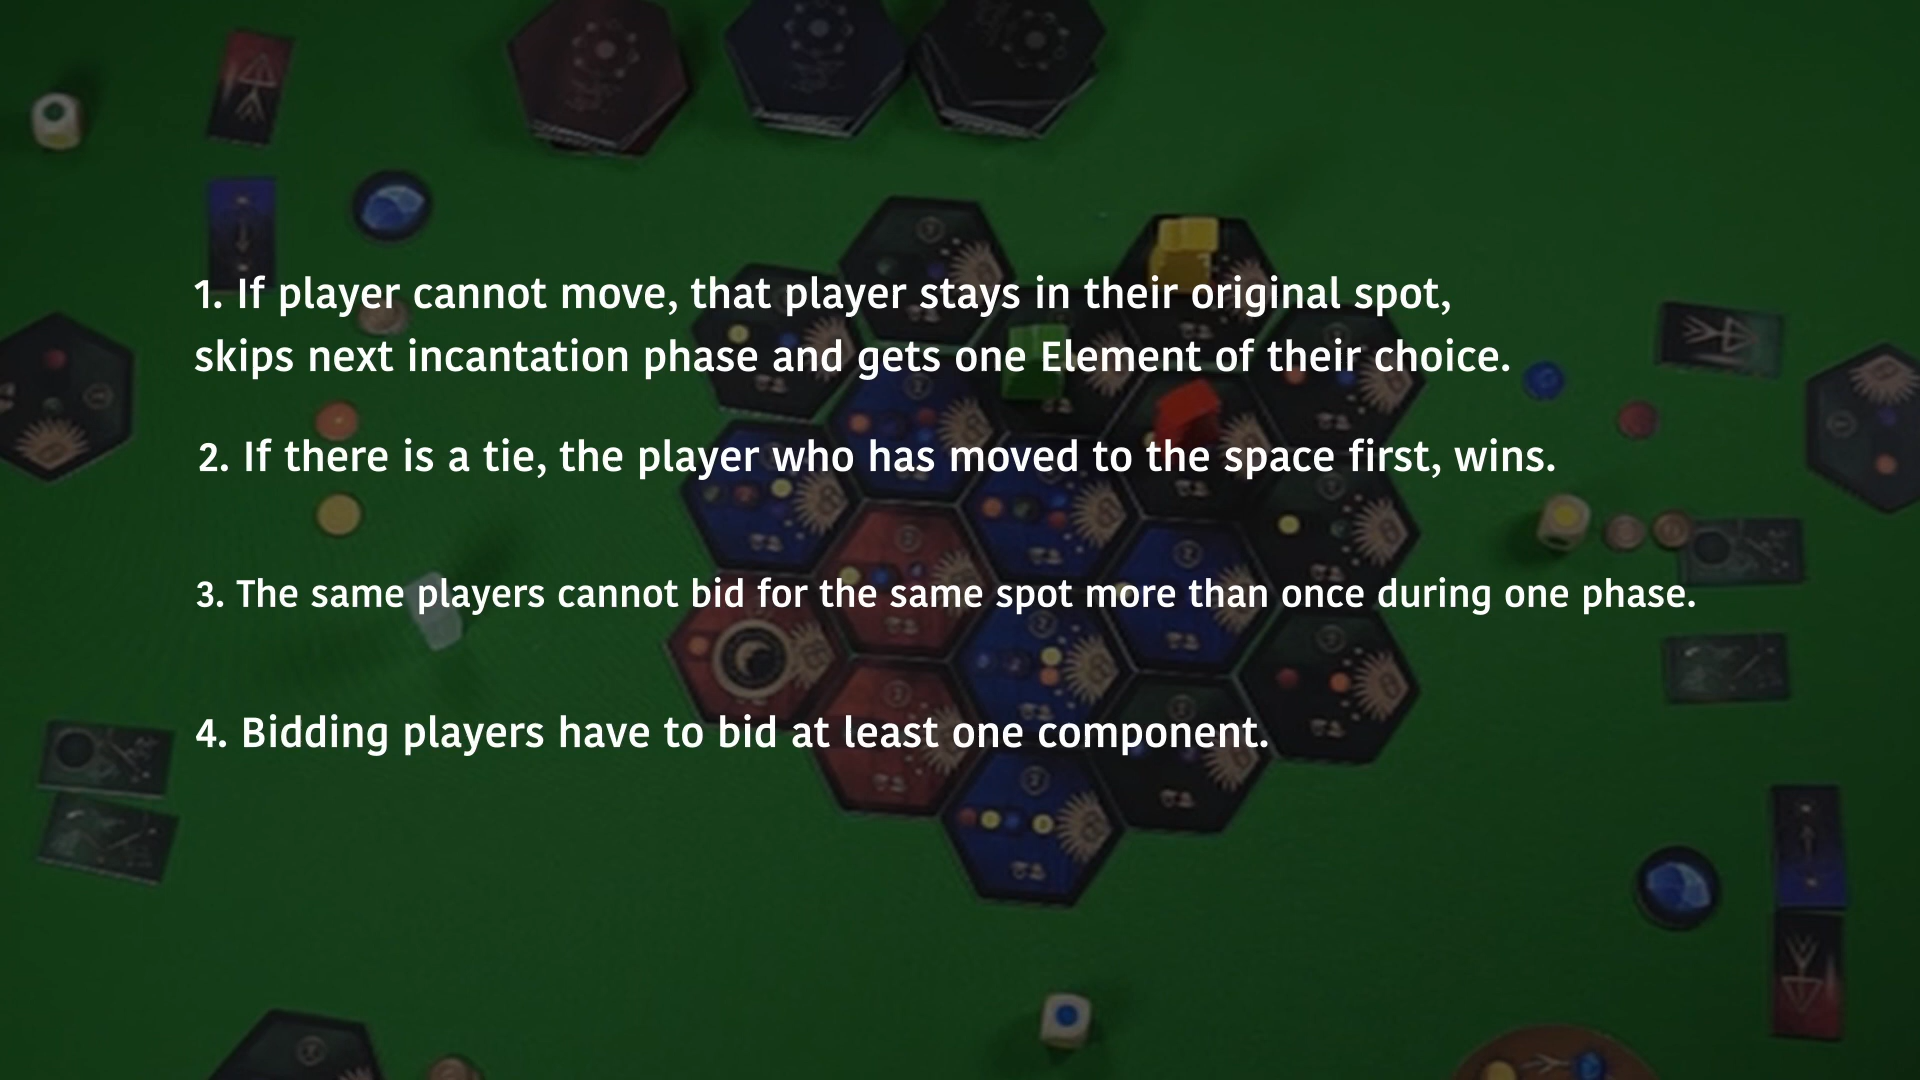 1. If player cannot move, that player stays in their original spot,
skips next incantation phase and gets one Element of their choice.
2. If there is a tie, the player who has moved to the space first, wins.
3. The same players cannot bid for the same spot more than once during one phase.
4. Bidding players have to bid at least one component.